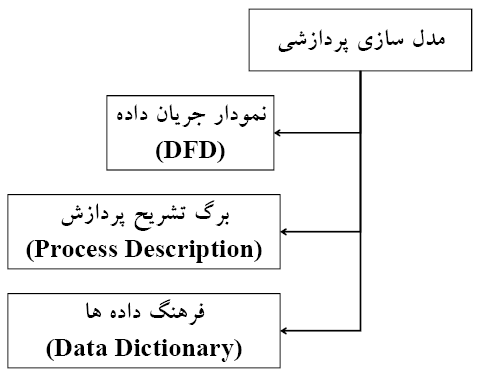 مدل سازی پردازشی
نمودار جریان داده
(DFD)
برگ تشریح پردازش
(Process Description)
فرهنگ داده ها
(Data Dictionary)